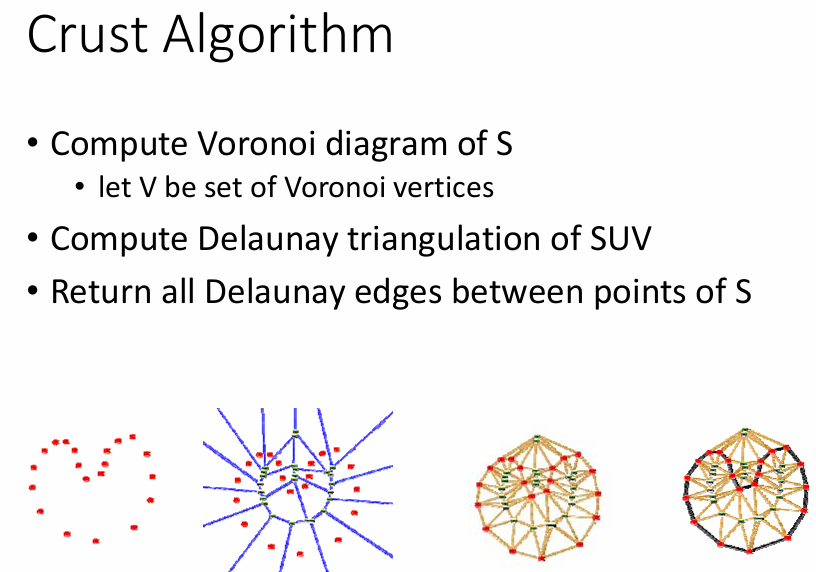 Crust Algorithm
• Compute Voronoi diagram of S
• let V be set of Voronoi vertices
• Compute Delaunay triangulation of SUV
• Return all Delaunay edges between points of S